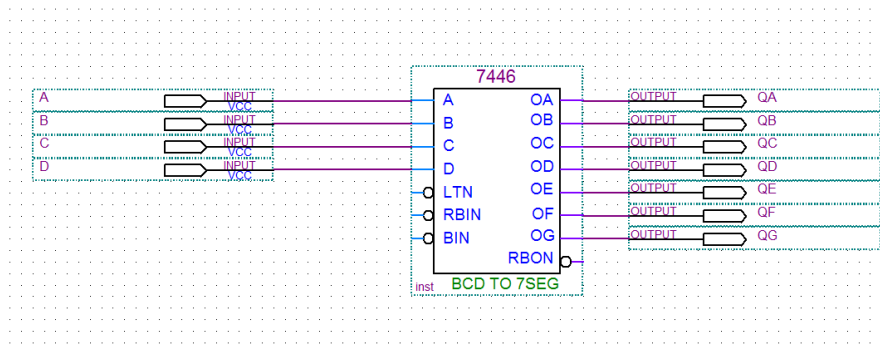 7446
A INPUT VCC A OA OUTPUT QA
B INPUT VCC B OB OUTPUT QB
C INPUT VCC C OC OUTPUT QC
D INPUT VCC D OD OUTPUT QD
LTN OE OUTPUT QE
RBIN OF OUTPUT QF
BIN OG OUTPUT QG
RBON
inst BCD TO 7SEG